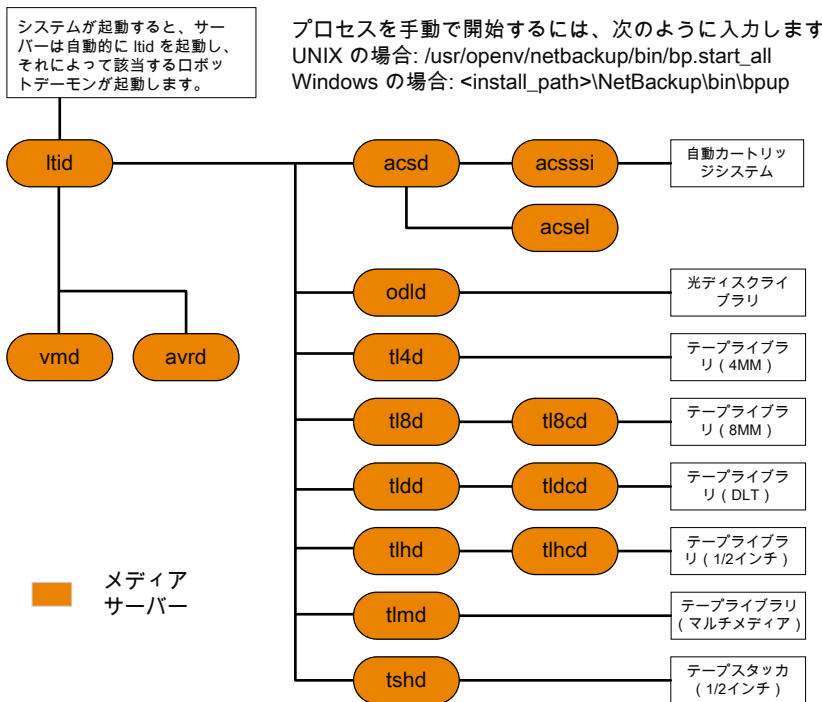 システムが起動すると、サー
バーは自動的に ltid を起動し、
それによって該当するロボッ
トデーモンが起動します。
プロセスを手動で開始するには、次のように入力します
UNIX の場合: /usr/openv/netbackup/bin/bp.start_all
Windows の場合: <install_path>\NetBackup\bin\bpup
ltid
acsd
acsssi
自動カートリッ
ジシステム
acsel
odld
光ディスクライ
ブラリ
vmd
avrd
tl4d
テープライブラ
リ ( 4MM )
tl8d
tl8cd
テープライブラ
リ ( 8MM )
tldd
tldcd
テープライブラ
リ ( DLT )
tlhd
tlhcd
テープライブラ
リ ( 1/2インチ )
メディア
サーバー
tlmd
テープライブラリ
( マルチメディア )
tshd
テープスタッカ
( 1/2インチ )